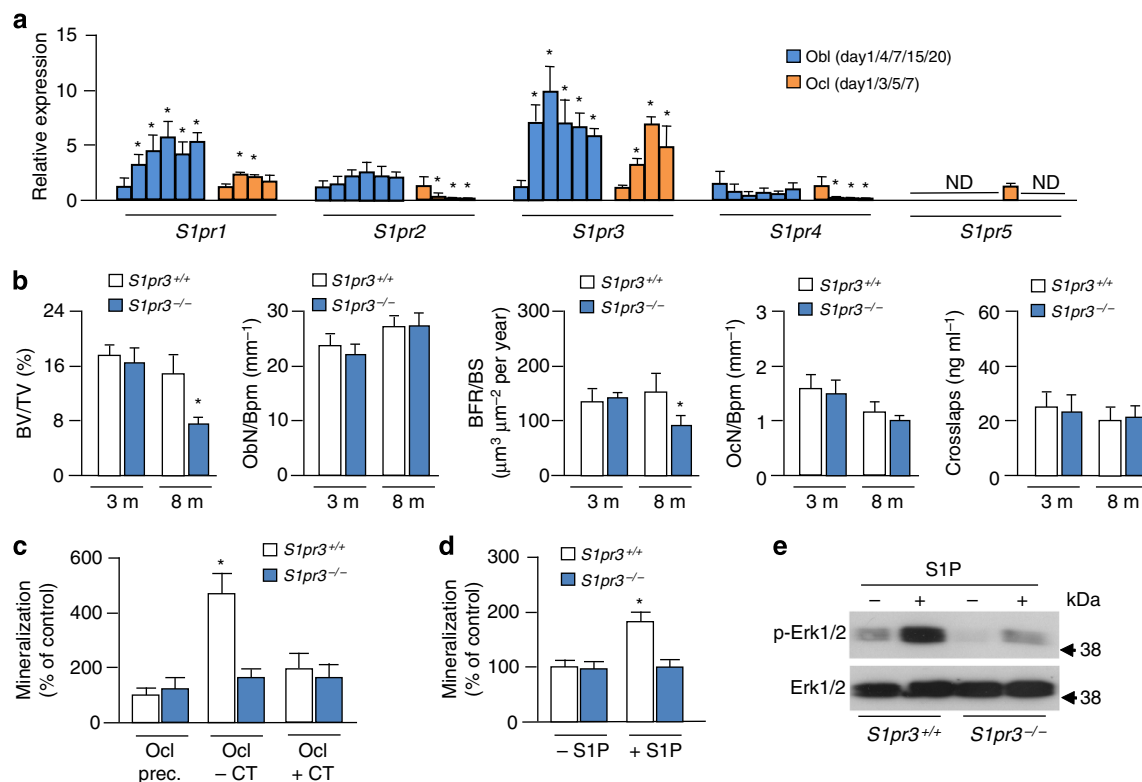 a
Relative expression
15
10
5
0
Obl (day1/4/7/15/20)
Ocl (day1/3/5/7)
* * * * * * *
* * *
* * * * * * * *
* * *
ND ND
S1pr1 S1pr2 S1pr3 S1pr4 S1pr5
b
S1pr3+/+
S1pr3−/−
BV/TV (%)
24
16
8
0
*
3 m 8 m
S1pr3+/+
S1pr3−/−
ObN/Bpm (mm−1)
30
20
10
0
3 m 8 m
S1pr3+/+
S1pr3−/−
BFR/BS
(μm3 μm−2 per year)
300
200
100
0
*
3 m 8 m
S1pr3+/+
S1pr3−/−
OcN/Bpm (mm−1)
3
2
1
0
3 m 8 m
S1pr3+/+
S1pr3−/−
Crosslaps (ng ml−1)
60
40
20
0
3 m 8 m
c
S1pr3+/+
S1pr3−/−
Mineralization
(% of control)
600
400
200
0
*
Ocl Ocl Ocl
prec. − CT + CT
d
S1pr3+/+
S1pr3−/−
Mineralization
(% of control)
300
200
100
0
*
− S1P + S1P
e
S1P
− + − + kDa
p-Erk1/2
38
Erk1/2
38
S1pr3+/+ S1pr3−/−